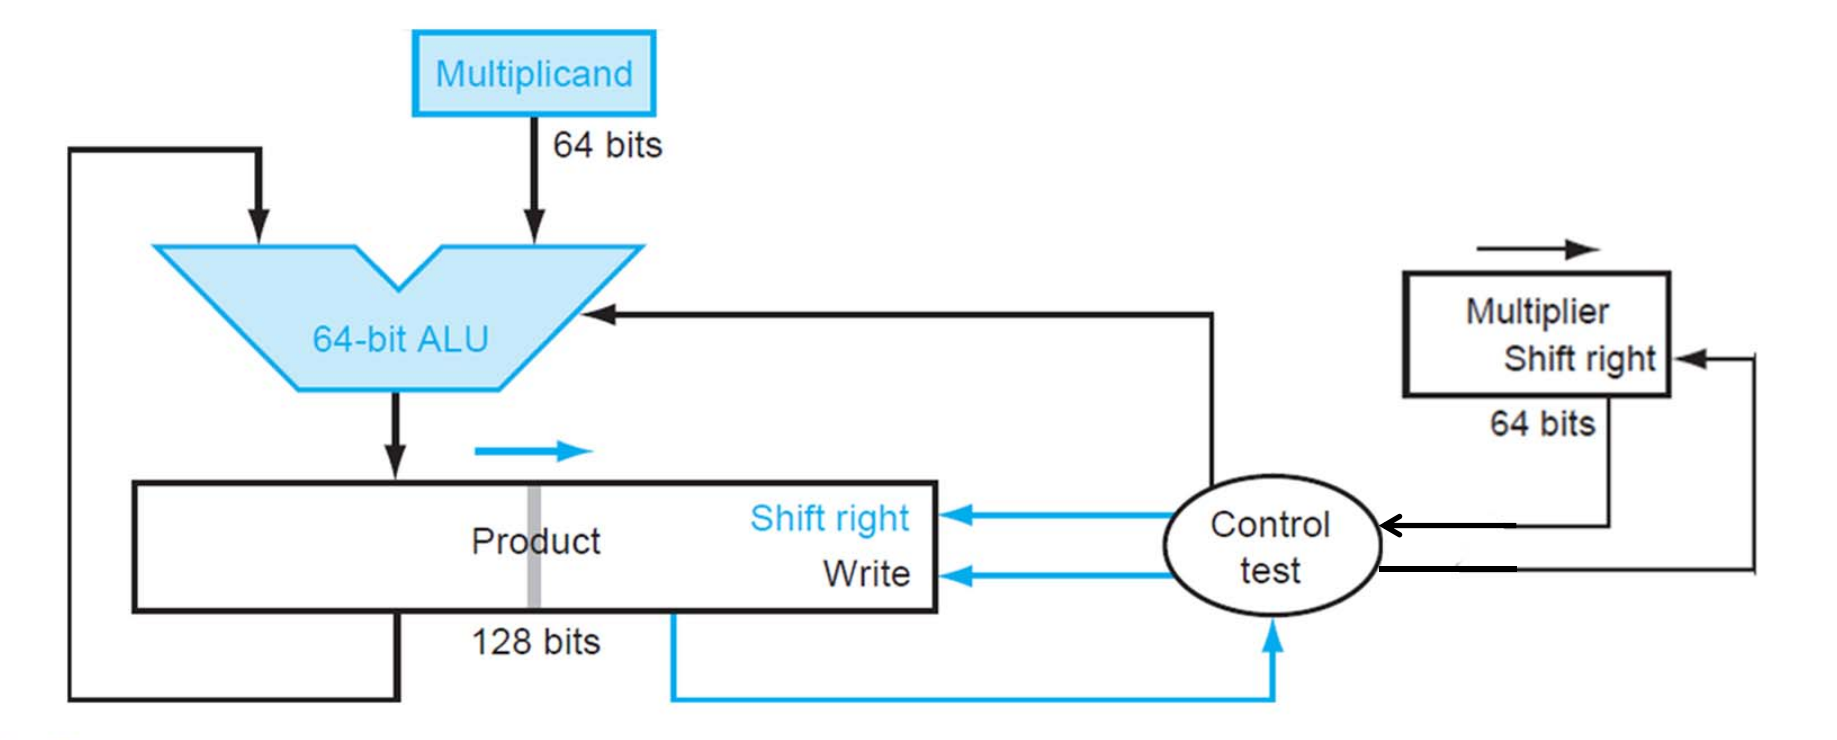 Multiplicand
64 bits
64-bit ALU
Multiplier
Shift right
64 bits
Product
Shift right
Write
128 bits
Control
test